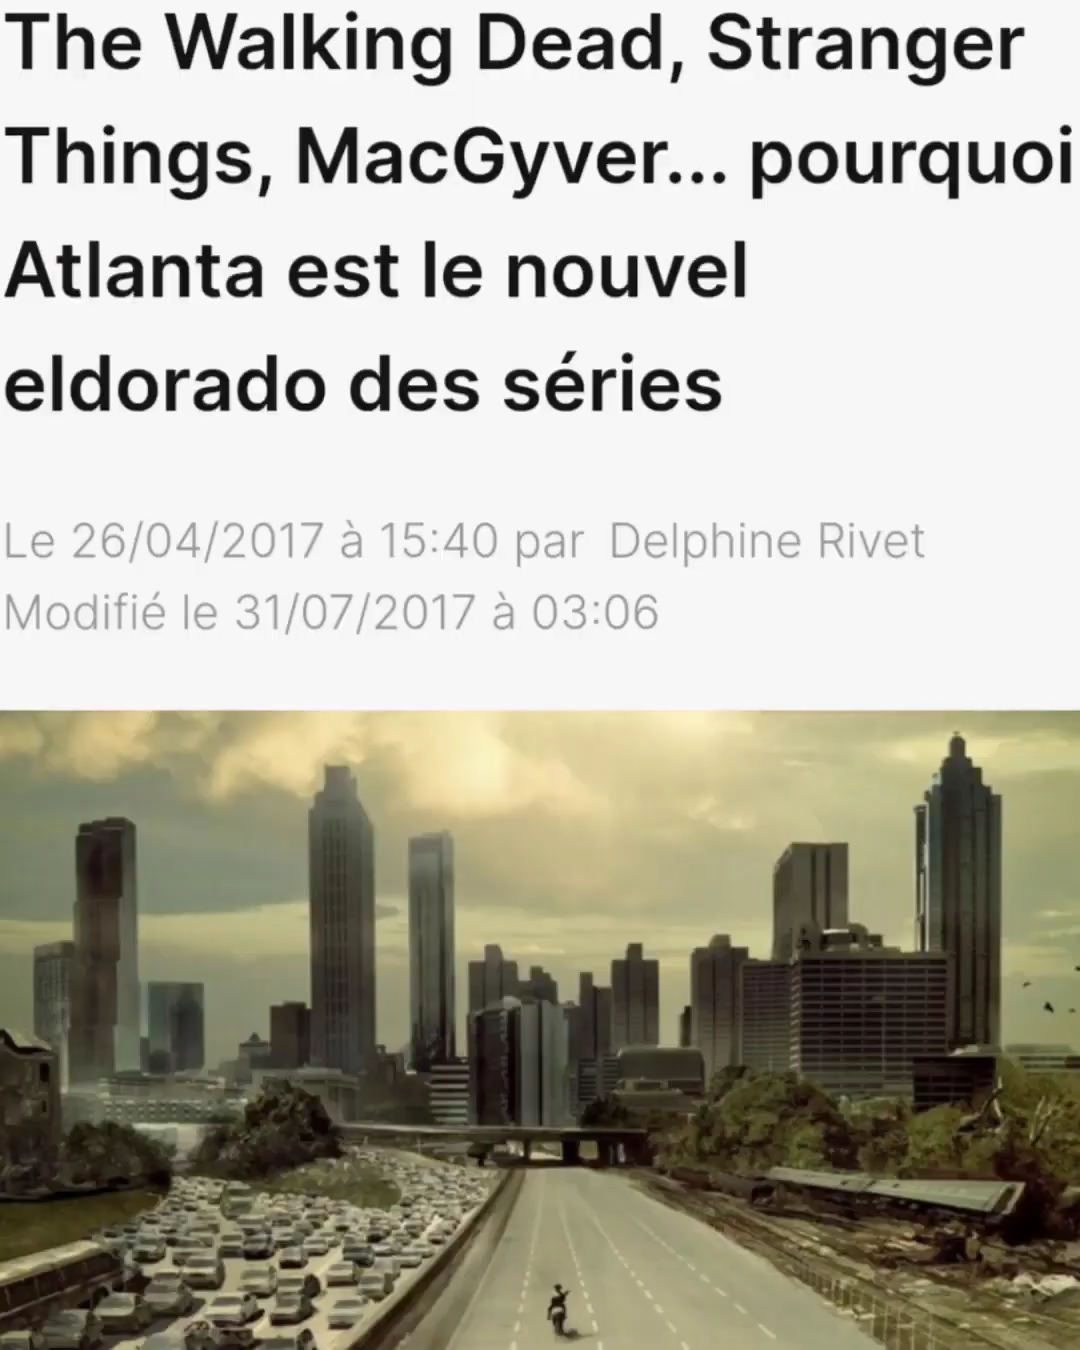 The Walking Dead, Stranger
Things, MacGyver... pourquoi
Atlanta est le nouvel
eldorado des séries
Le 26/04/2017 à 15:40 par Delphine Rivet
Modifié le 31/07/2017 à 03:06